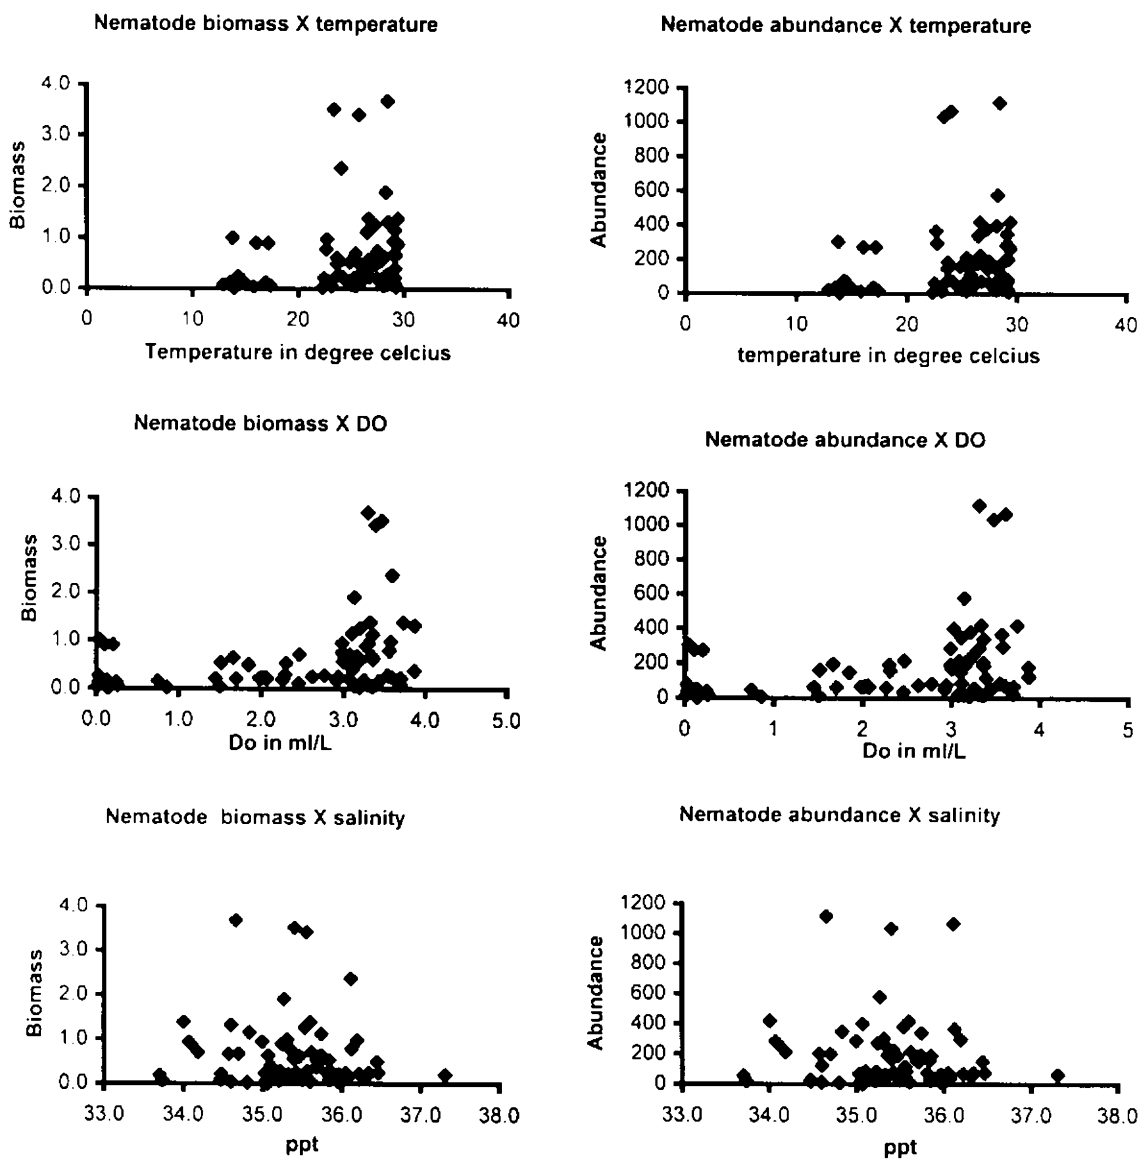 Nematode biomass X temperature
4.0
3.0
2.0
1.0
0.0
Biomass
0 10 20 30 40
Temperature in degree celcius
Nematode abundance X temperature
1200
1000
800
600
400
200
0
Abundance
0 10 20 30 40
temperature in degree celcius
Nematode biomass X DO
4.0
3.0
2.0
1.0
0.0
Biomass
0.0 1.0 2.0 3.0 4.0 5.0
Do in ml/L
Nematode abundance X DO
1200
1000
800
600
400
200
0
Abundance
0 1 2 3 4 5
Do in ml/L
Nematode biomass X salinity
4.0
3.0
2.0
1.0
0.0
Biomass
33.0 34.0 35.0 36.0 37.0 38.0
ppt
Nematode abundance X salinity
1200
1000
800
600
400
200
0
Abundance
33.0 34.0 35.0 36.0 37.0 38.0
ppt